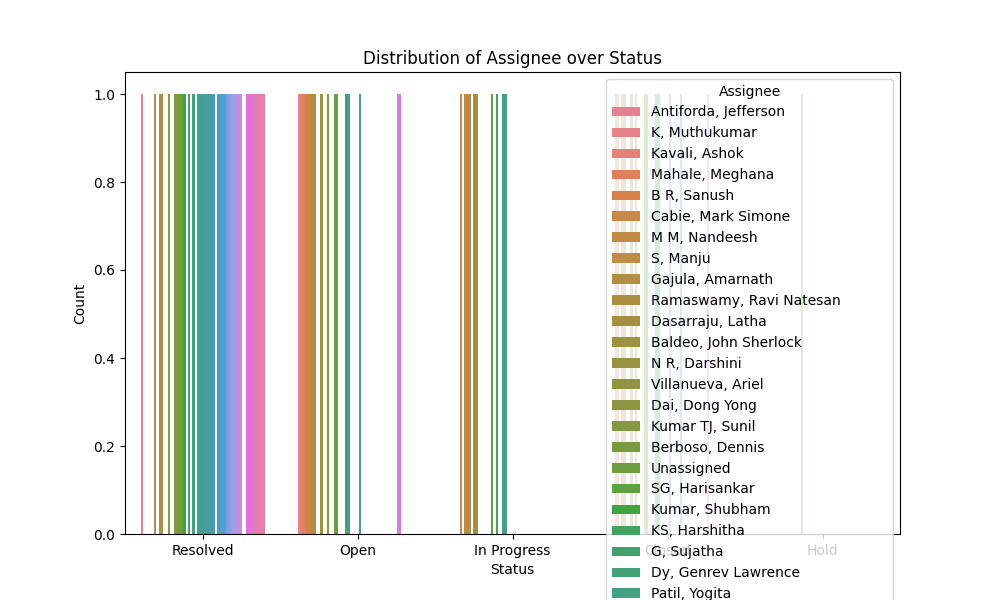 Distribution of Assignee over Status
1.0
0.8
0.6
0.4
0.2
0.0
Count
Resolved
Open
In Progress
Closed
Hold
Status
Assignee
Antiforda, Jefferson
K, Muthukumar
Kavali, Ashok
Mahale, Meghana
B R, Sanush
Cabie, Mark Simone
M M, Nandeesh
S, Manju
Gajula, Amarnath
Ramaswamy, Ravi Natesan
Dasarraju, Latha
Baldeo, John Sherlock
N R, Darshini
Villanueva, Ariel
Dai, Dong Yong
Kumar TJ, Sunil
Berboso, Dennis
Unassigned
SG, Harisankar
Kumar, Shubham
KS, Harshitha
G, Sujatha
Dy, Genrev Lawrence
Patil, Yogita